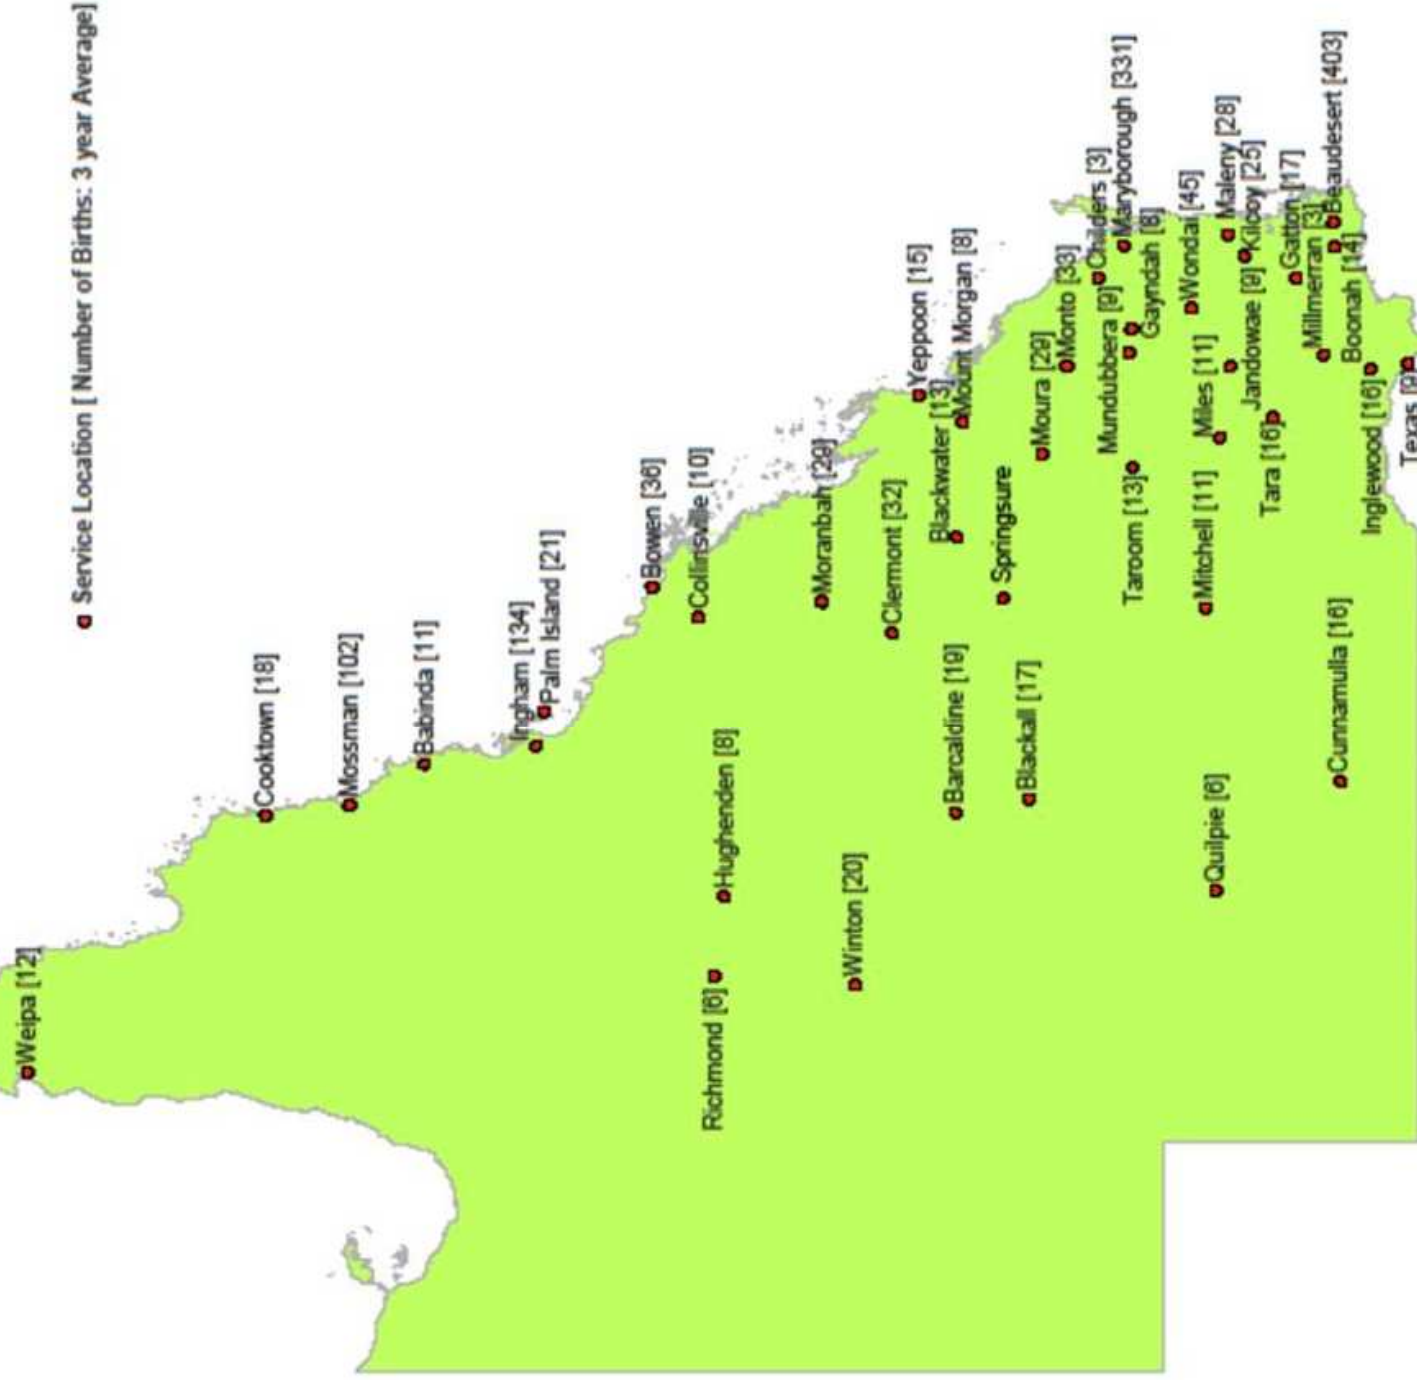 Service Location [ Number of Births: 3 year Average]
Weipa [12]
Cooktown [18]
Mossman [102]
Babinda [11]
Ingham [134]
Palm Island [21]
Bowen [36]
Collinsville [10]
Richmond [6]
Hughenden [8]
Moranbah [29]
Winton [20]
Clermont [32]
Yeppoon [15]
Blackwater [13]
Mount Morgan [8]
Barcaldine [19]
Springsure
Blackall [17]
Moura [29]
Monto [33]
Childers [3]
Mundubbera [9]
Maryborough [331]
Taroom [13]
Gayndah [8]
Wondai [45]
Mitchell [11]
Miles [11]
Quilpie [6]
Maleny [28]
Kilcoy [25]
Jandowae [9]
Tara [16]
Gatton [17]
Millmerran [3]
Beaudesert [403]
Boonah [14]
Cunnamulla [16]
Inglewood [16]
Texas [9]